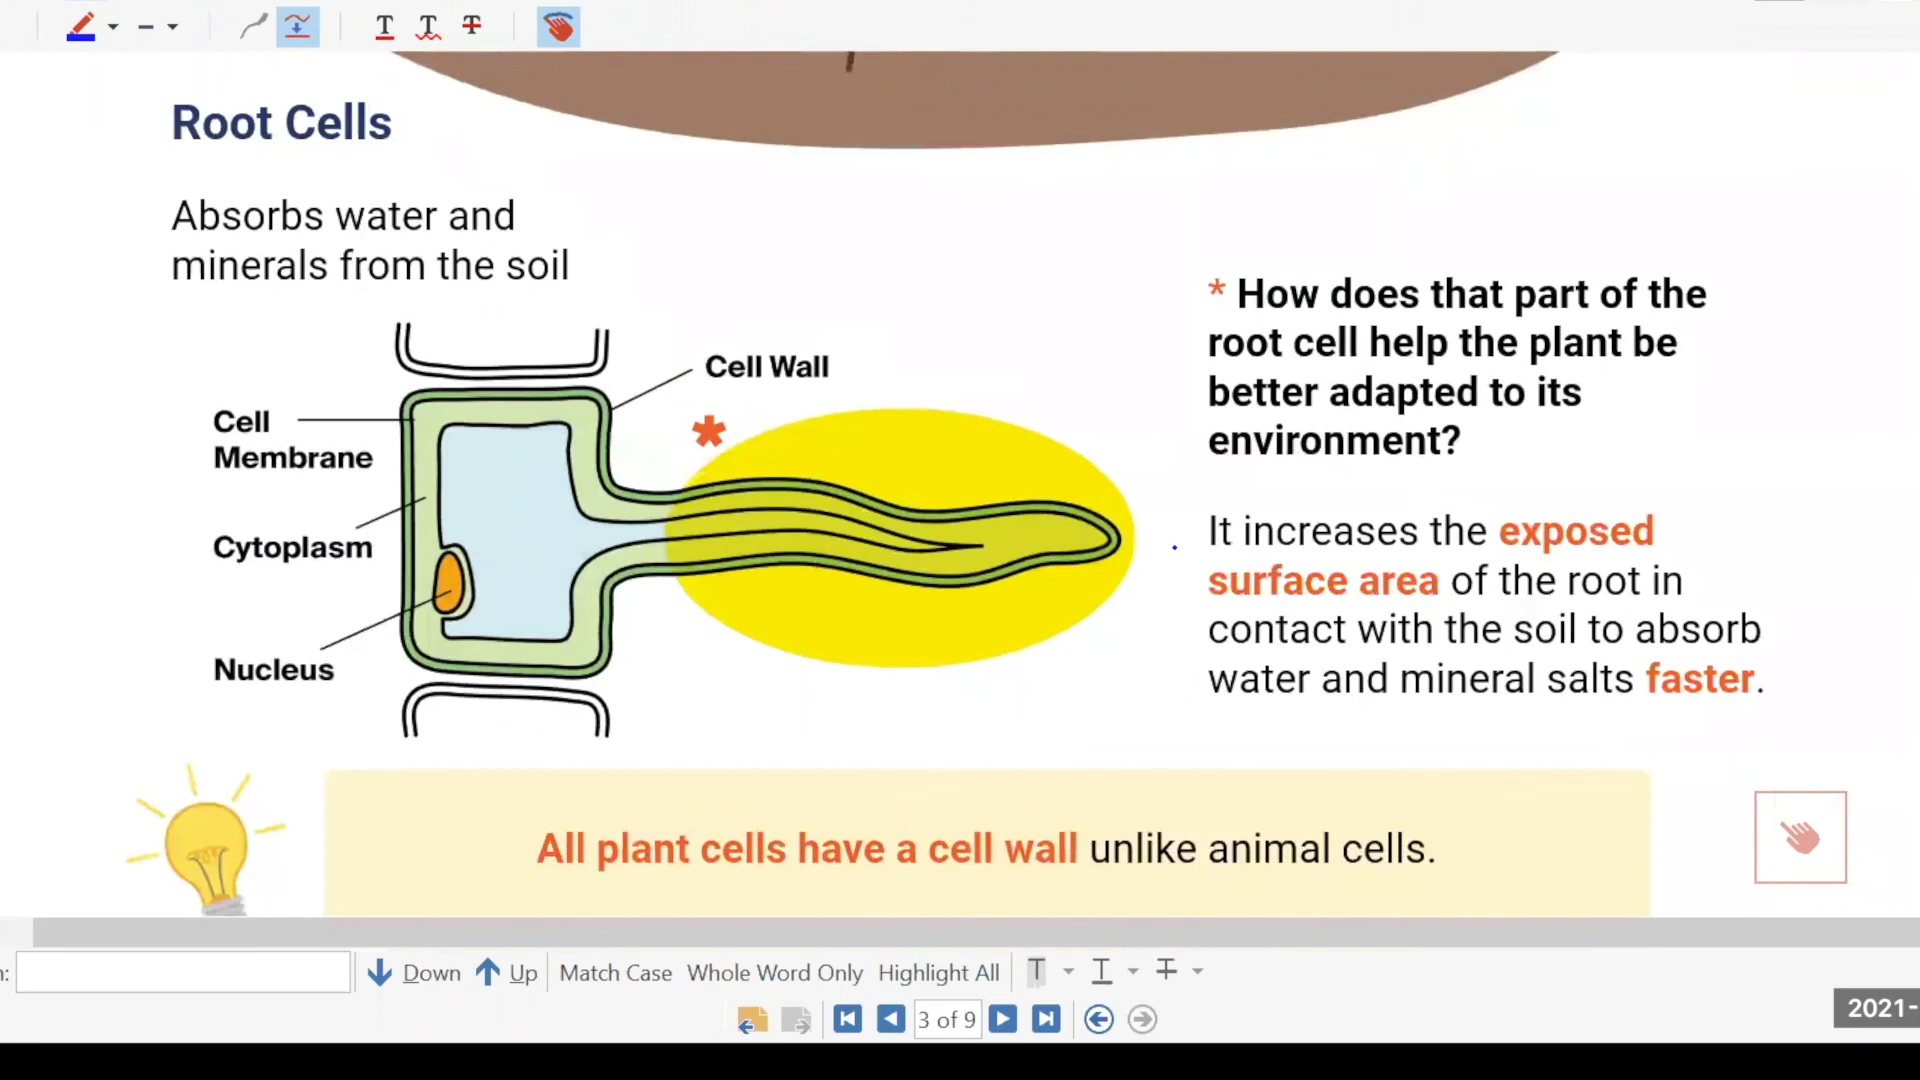 Root Cells
Absorbs water and
minerals from the soil
* How does that part of the
root cell help the plant be
better adapted to its
environment?
Cell Wall
*
Cell
Membrane
Cytoplasm
Nucleus
It increases the exposed
surface area of the root in
contact with the soil to absorb
water and mineral salts faster.
All plant cells have a cell wall unlike animal cells.
Down Up Match Case Whole Word Only Highlight All
3 of 9
2021-